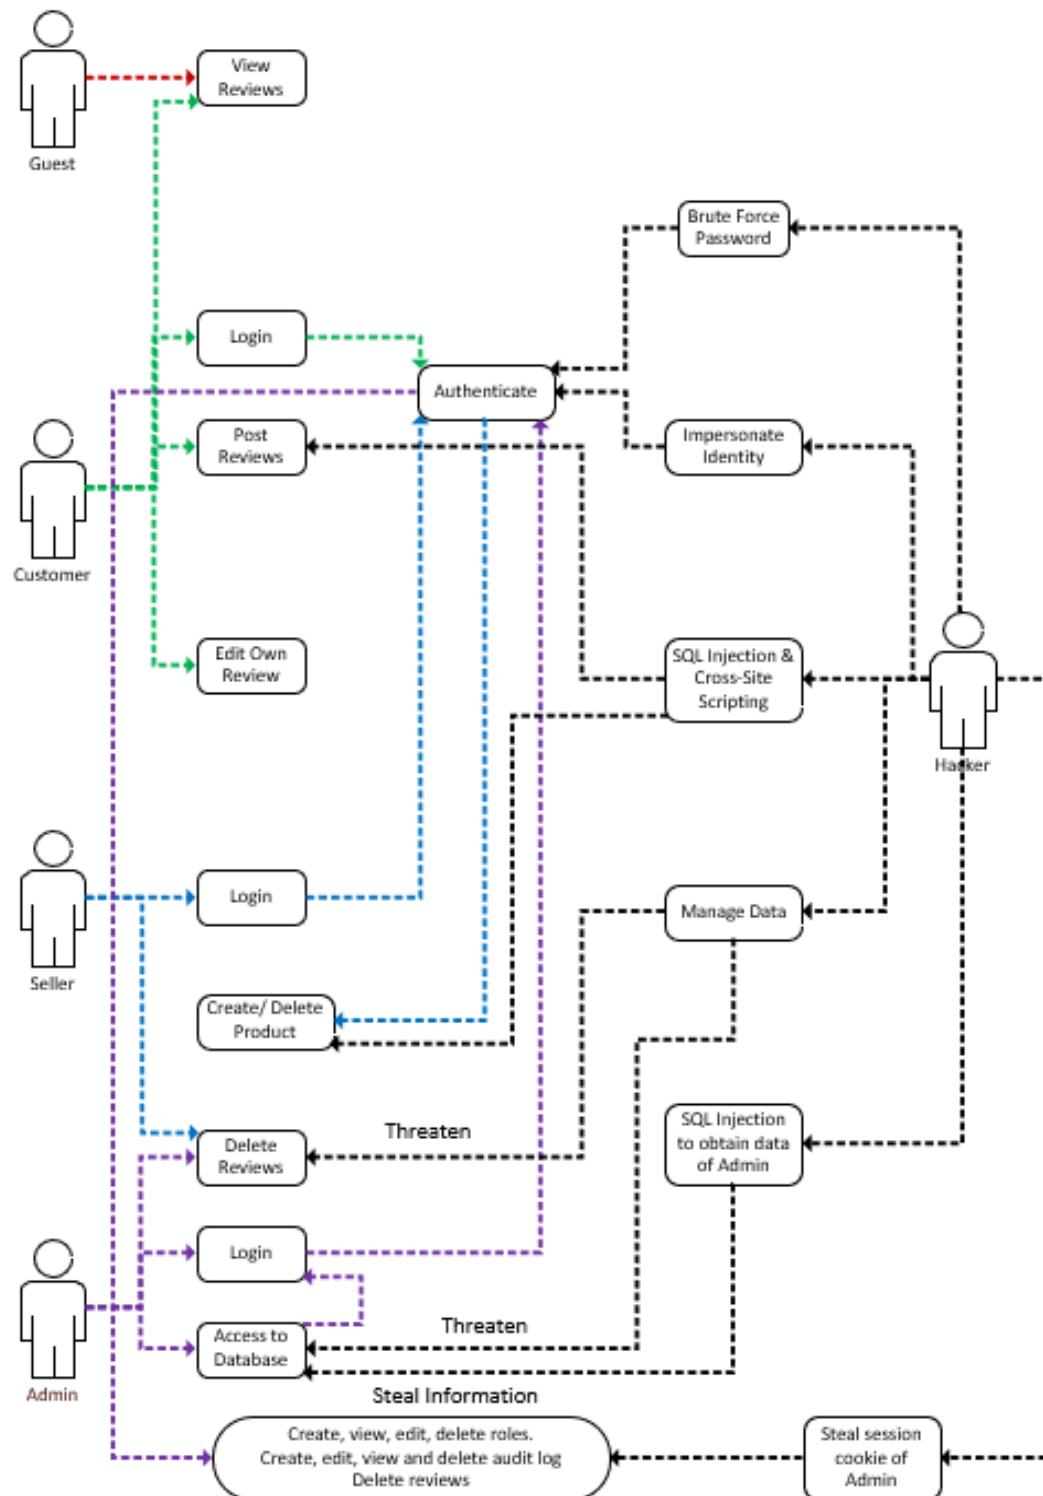 View
Reviews
Guest
Brute Force
Password
Login
Authenticate
Post
Reviews
Impersonate
Identity
Customer
Edit Own
Review
SQL Injection &
Cross-Site
Scripting
Hacker
Login
Manage Data
Seller
Create/ Delete
Product
SQL Injection
to obtain data
of Admin
Threaten
Delete
Reviews
Login
Threaten
Access to
Database
Admin
Steal Information
Create, view, edit, delete roles.
Create, edit, view and delete audit log
Delete reviews
Steal session
cookie of
Admin